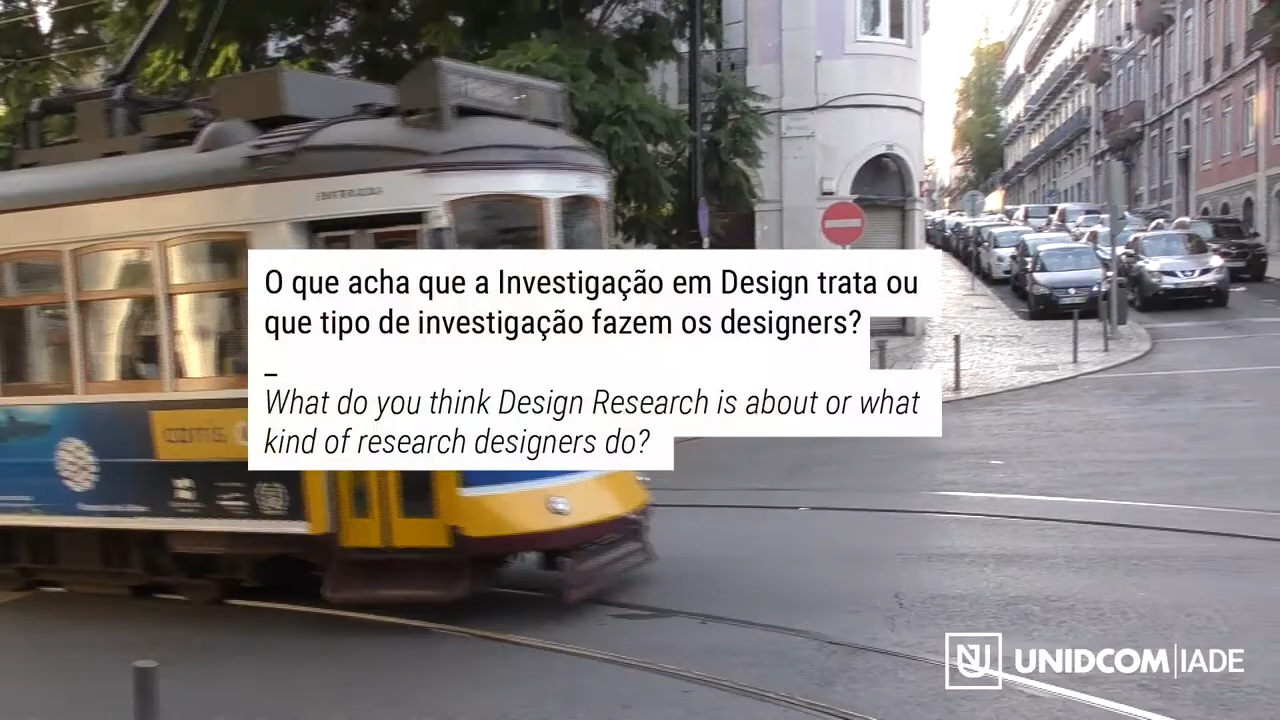 O que acha que a Investigação em Design trata ou
que tipo de investigação fazem os designers?
_
What do you think Design Research is about or what
kind of research designers do?
UNIDCOM|IADE